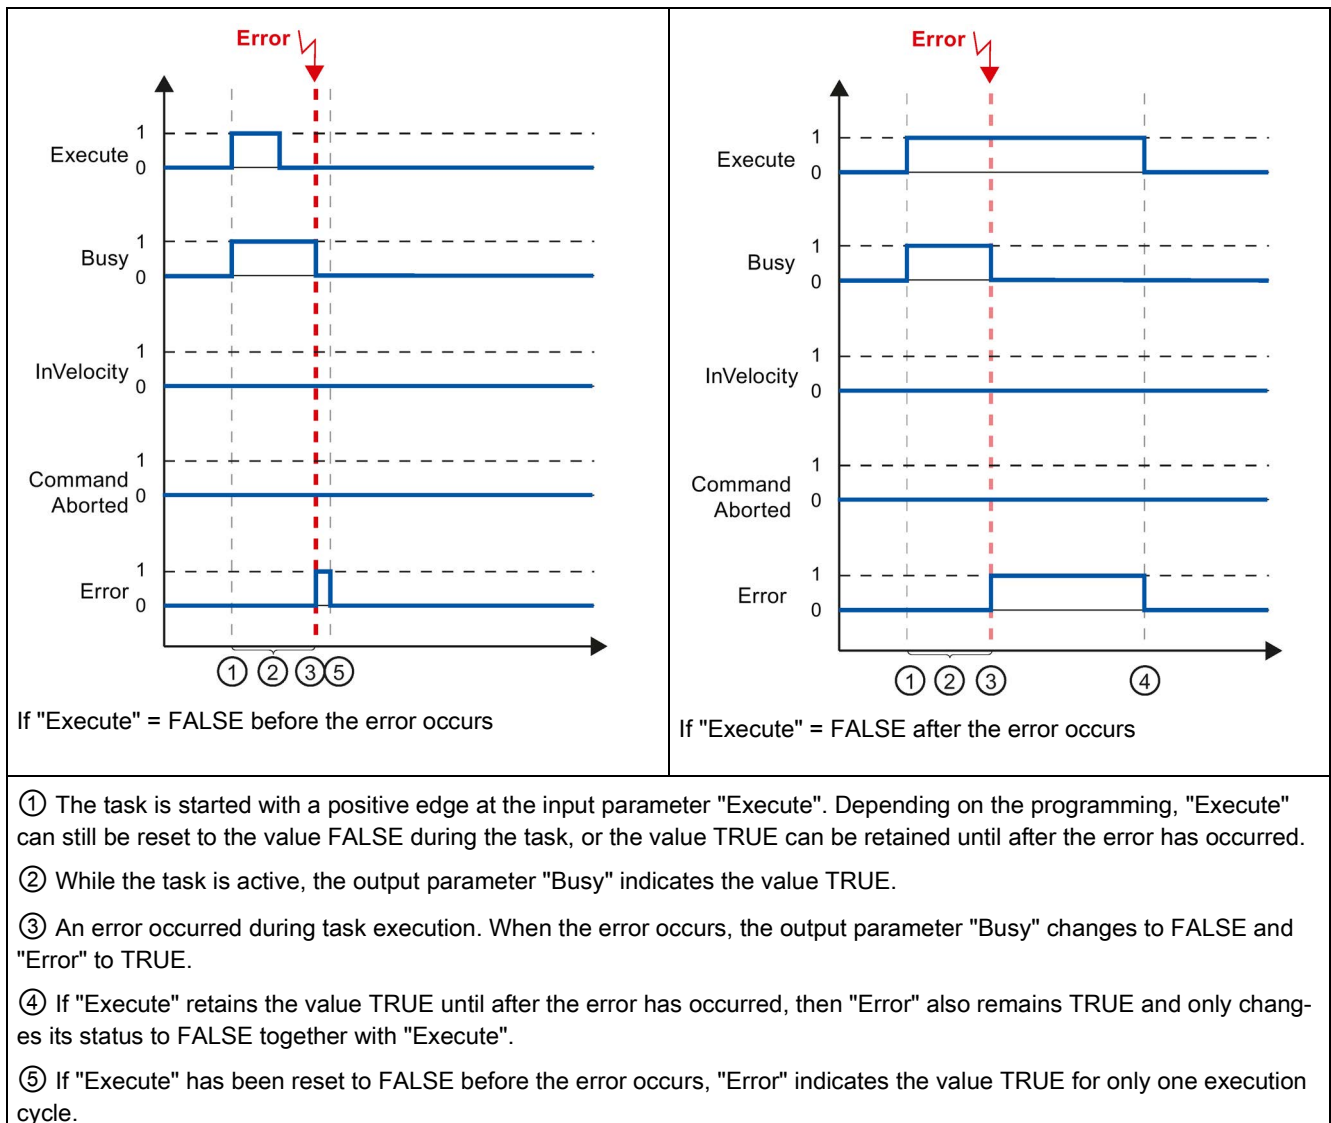 Error
1
Execute
0
1
Busy
0
1
InVelocity
0
1
Command
Aborted
0
1
Error
0
① ② ③ ⑤
If "Execute" = FALSE before the error occurs
Error
1
Execute
0
1
Busy
0
1
InVelocity
0
1
Command
Aborted
0
1
Error
0
① ② ③ ④
If "Execute" = FALSE after the error occurs
① The task is started with a positive edge at the input parameter "Execute". Depending on the programming, "Execute"
can still be reset to the value FALSE during the task, or the value TRUE can be retained until after the error has occurred.
② While the task is active, the output parameter "Busy" indicates the value TRUE.
③ An error occurred during task execution. When the error occurs, the output parameter "Busy" changes to FALSE and
"Error" to TRUE.
④ If "Execute" retains the value TRUE until after the error has occurred, then "Error" also remains TRUE and only chang-
es its status to FALSE together with "Execute".
⑤ If "Execute" has been reset to FALSE before the error occurs, "Error" indicates the value TRUE for only one execution
cycle.